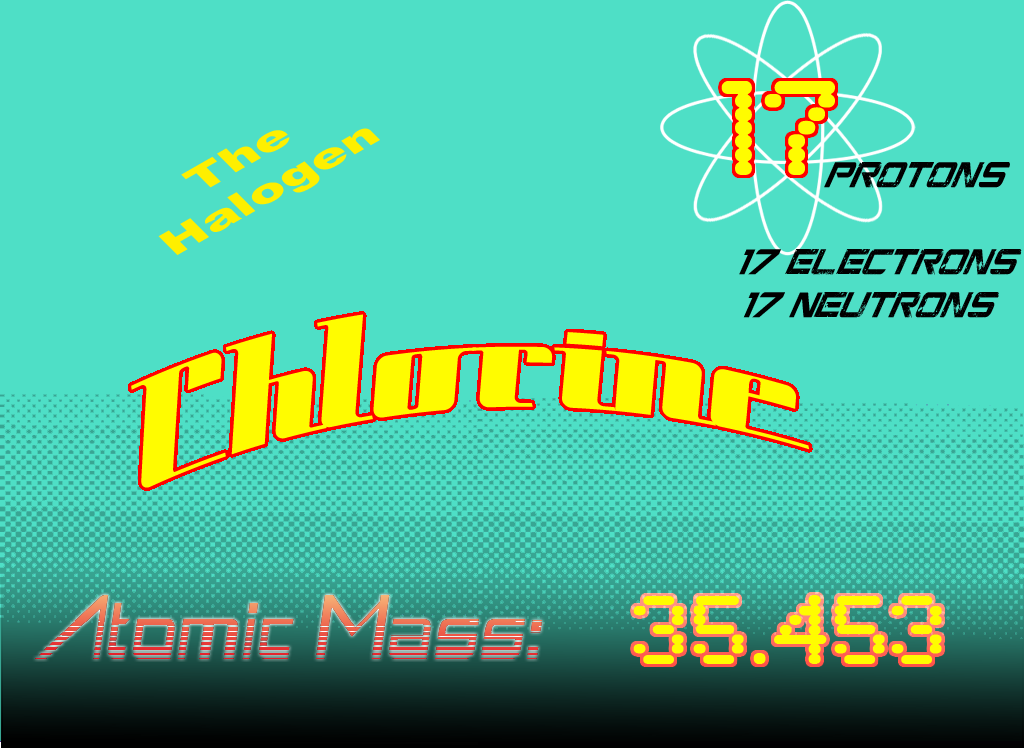 The
Halogen
17
PROTONS
17 ELECTRONS
17 NEUTRONS
Chlorine
Atomic Mass: 35.453